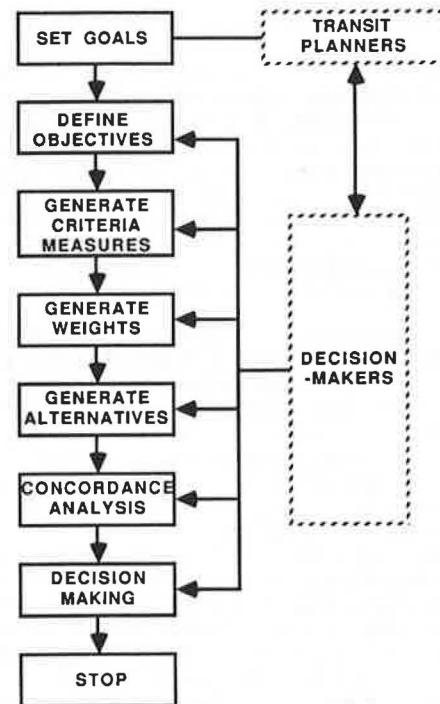 SET GOALS
TRANSIT
PLANNERS
DEFINE
OBJECTIVES
GENERATE
CRITERIA
MEASURES
GENERATE
WEIGHTS
DECISION
-MAKERS
GENERATE
ALTERNATIVES
CONCORDANCE
ANALYSIS
DECISION
MAKING
STOP